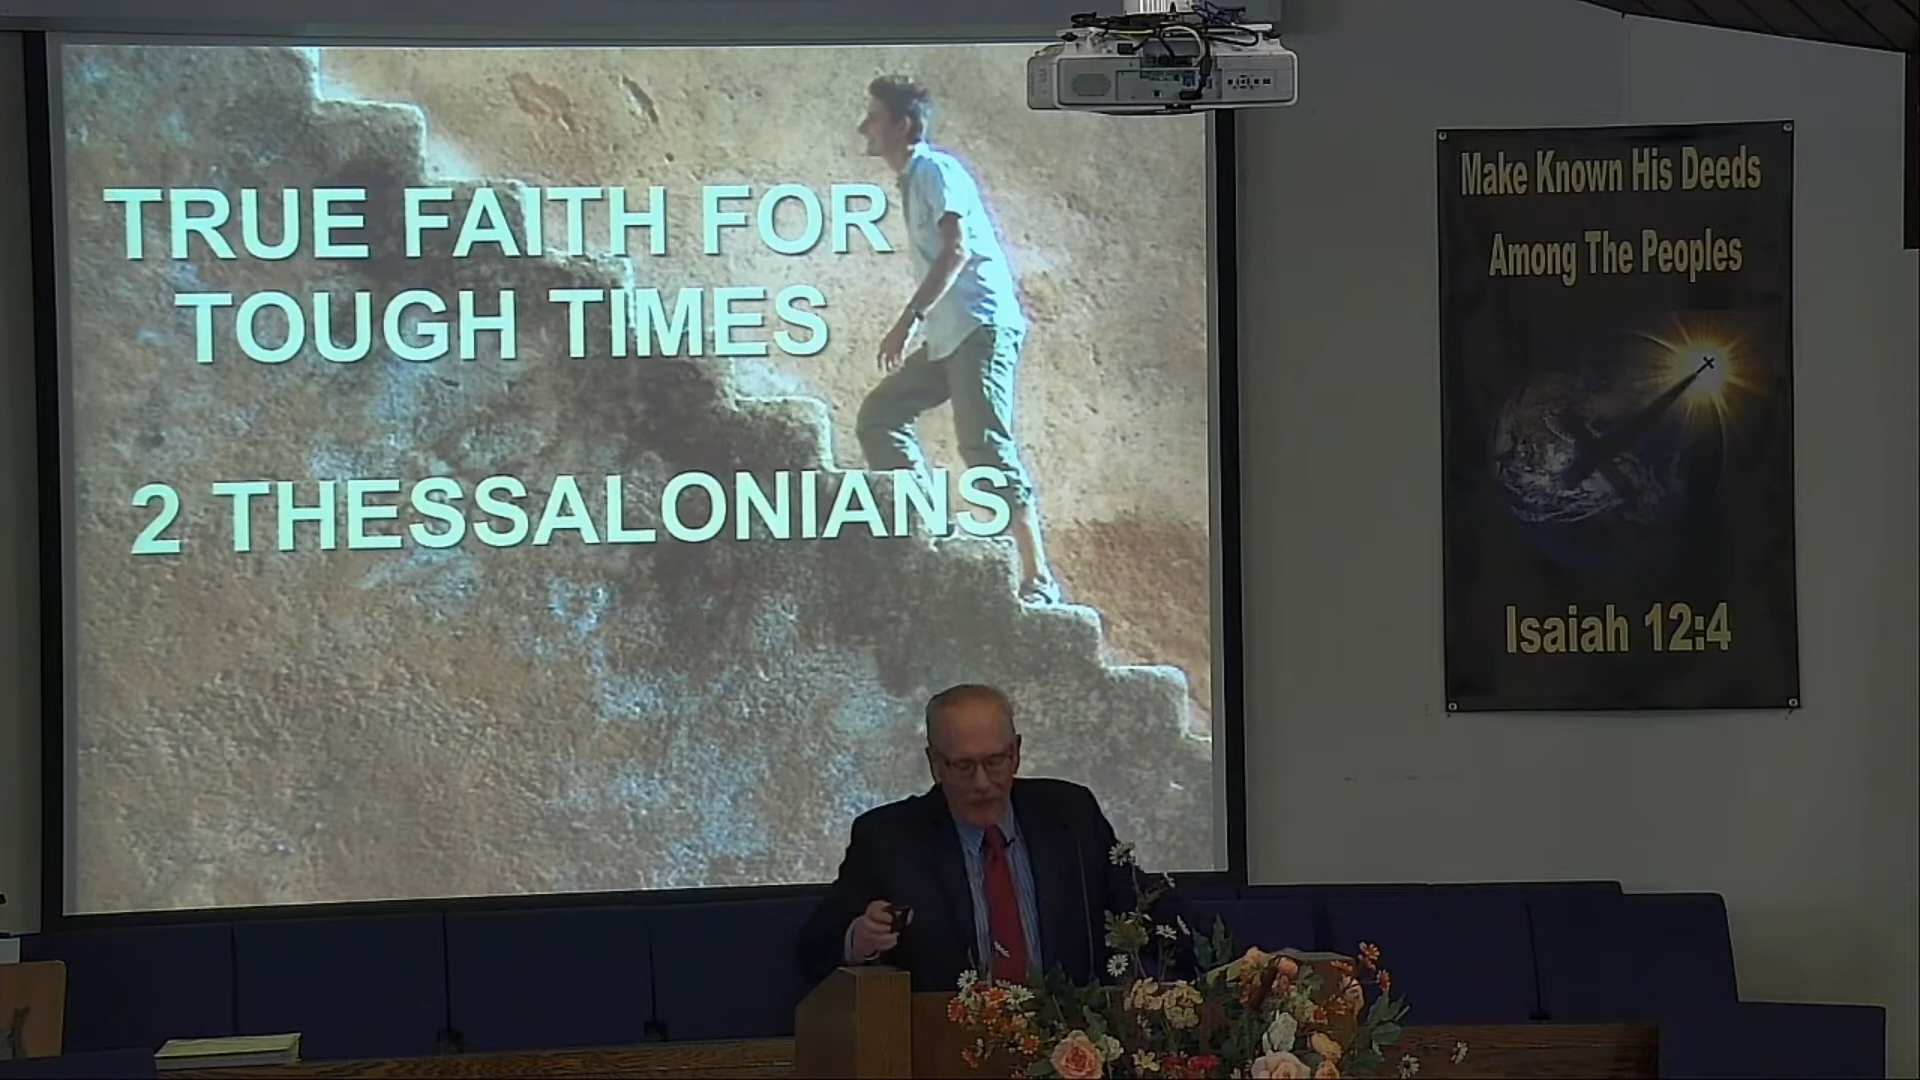 TRUE FAITH FOR
TOUGH TIMES
2 THESSALONIANS
Make Known His Deeds
Among The Peoples
Isaiah 12:4